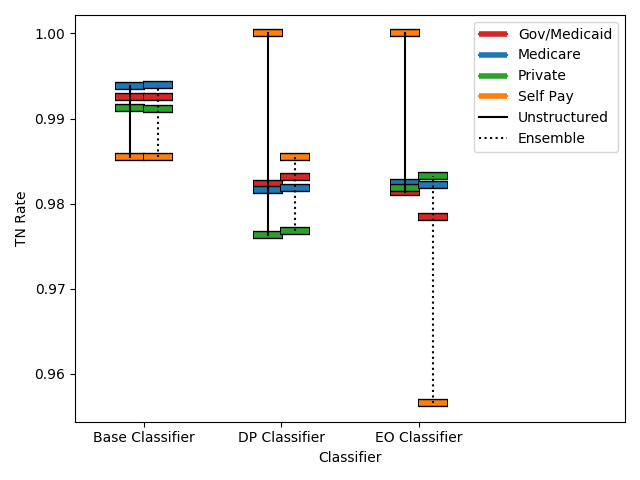 1.00
0.99
0.98
0.97
0.96
TN Rate
Base Classifier
DP Classifier
EO Classifier
Classifier
Gov/Medicaid
Medicare
Private
Self Pay
Unstructured
Ensemble